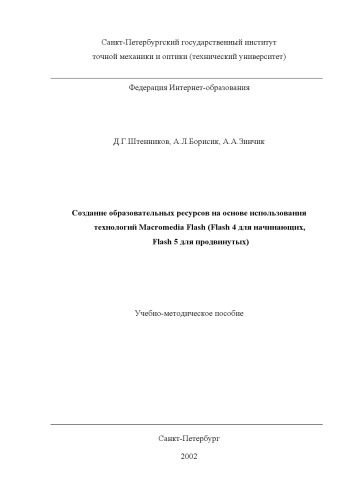 Санкт-Петербургский государственный институт
точной механики и оптики (технический университет)
Федерация Интернет-образования
Д.Г.Штенников, А.Л.Борисик, А.А.Зинчик
Создание образовательных ресурсов на основе использования
технологий Macromedia Flash (Flash 4 для начинающих,
Flash 5 для продвинутых)
Учебно-методическое пособие
Санкт-Петербург
2002